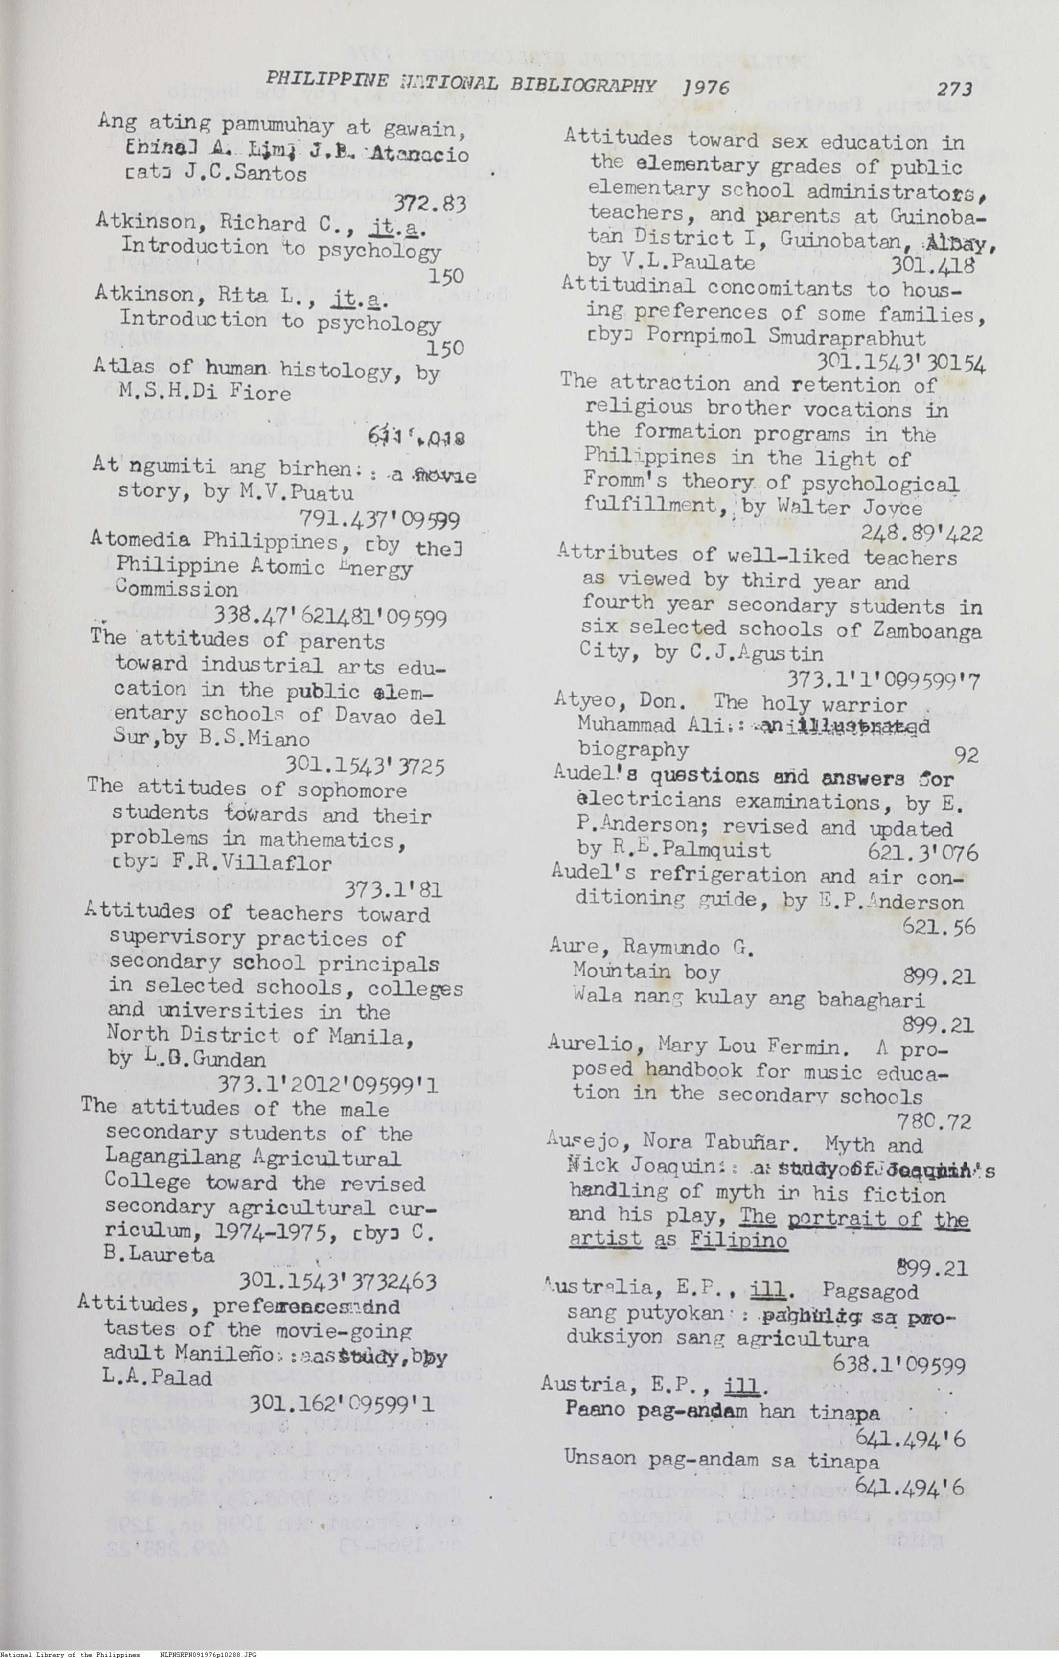 PHILIPPINE NATIONAL BIBLIOGRAPHY 1976 273
Ang ating pamumuhay at gawain,
A. Lim, J.B. Atanacio
[at] J.C.Santos
372.83
Atkinson, Richard C., jt.a.
Introduction to psychology
150
Atkinson, Rita L., jt.a.
Introduction to psychology
150
Atlas of human histology, by
M.S.H.Di Fiore
611'.018
At ngumiti ang birhen : a movie
story, by M.V.Puatu
791.437'09599
Atomedia Philippines, [by the]
Philippine Atomic Energy
Commission
338.47'621481'09599
The attitudes of parents
toward industrial arts edu-
cation in the public elem-
entary schools of Davao del
Sur,by B.S.Miano
301.1543'3725
The attitudes of sophomore
students towards and their
problems in mathematics,
[by] F.R.Villaflor
373.1'81
Attitudes of teachers toward
supervisory practices of
secondary school principals
in selected schools, colleges
and universities in the
North District of Manila,
by L.D.Gundan
373.1'2012'09599'1
The attitudes of the male
secondary students of the
Lagangilang Agricultural
College toward the revised
secondary agricultural cur-
riculum, 1974-1975, [by] C.
B.Laureta
301.1543'3732463
Attitudes, preferences and
tastes of the movie-going
adult Manileño : a study, by
L.A.Palad
301.162'09599'1
Attitudes toward sex education in
the elementary grades of public
elementary school administrators,
teachers, and parents at Guinoba-
tan District I, Guinobatan, Albay,
by V.L.Paulate 301.418
Attitudinal concomitants to hous-
ing preferences of some families,
[by] Pornpimol Smudraprabhut
301.1543'30154
The attraction and retention of
religious brother vocations in
the formation programs in the
Philippines in the light of
Fromm's theory of psychological
fulfillment, by Walter Joyce
248.89'422
Attributes of well-liked teachers
as viewed by third year and
fourth year secondary students in
six selected schools of Zamboanga
City, by C.J.Agustin
373.1'1'009599'7
Atyeo, Don. The holy warrior
Muhammad Ali : an illustrated
biography 92
Audel's questions and answers for
electricians examinations, by E.
P.Anderson; revised and updated
by R.E.Palmquist 621.3'076
Audel's refrigeration and air con-
ditioning guide, by E.P.Anderson
621.56
Aure, Raymundo G.
Mountain boy 899.21
Wala nang kulay ang bahaghari
899.21
Aurelio, Mary Lou Fermin. A pro-
posed handbook for music educa-
tion in the secondary schools
780.72
Ausejo, Nora Tabuñar. Myth and
Nick Joaquin : a study of Joaquin's
handling of myth in his fiction
and his play, The portrait of the
artist as Filipino
899.21
Australia, E.P., ill. Pagsagod
sang putyokan : paghulig sa pro-
duksiyon sang agricultura
638.1'09599
Austria, E.P., ill.
Paano pag-andam han tinapa
641.494'6
Unsaon pag-andam sa tinapa
641.494'6
National Library of the Philippines NLPNSRPN091976p10288.JPG